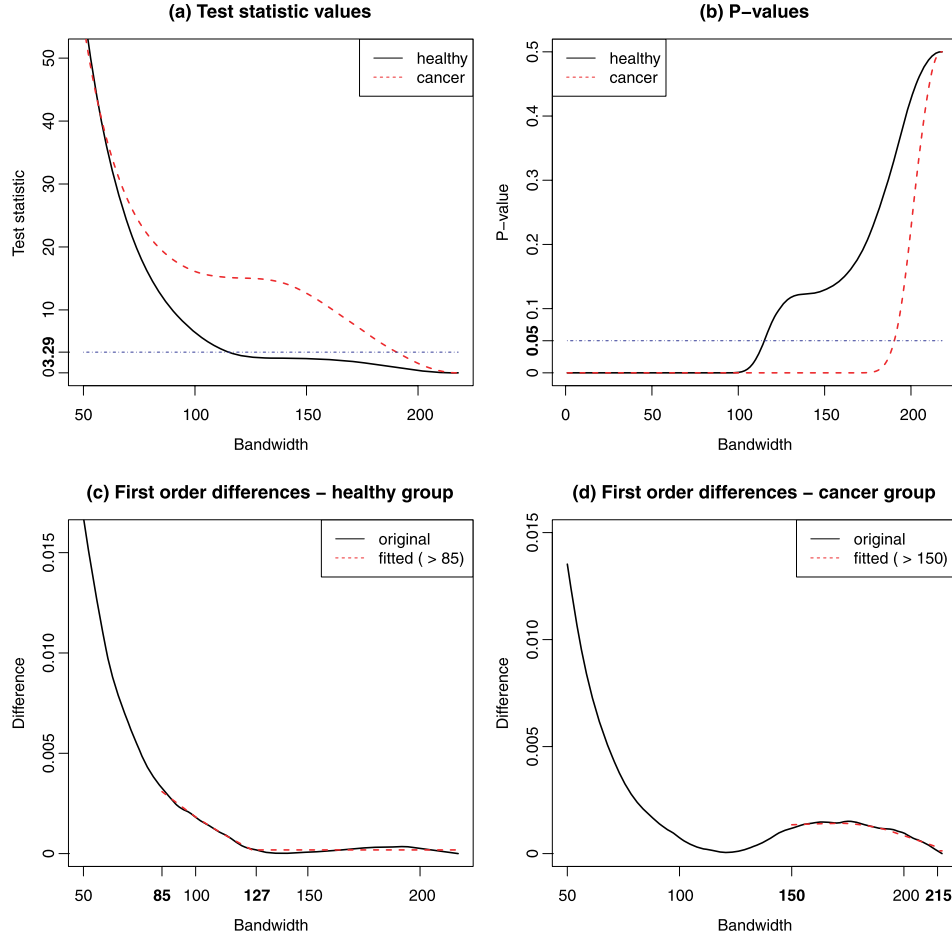 (a) Test statistic values
healthy
cancer
Test statistic
0
3.29
10
20
30
40
50
50
100
150
200
Bandwidth
(b) P−values
healthy
cancer
P−value
0
0.05
0.1
0.2
0.3
0.4
0.5
0
50
100
150
200
Bandwidth
(c) First order differences − healthy group
original
fitted ( > 85)
Difference
0
0.005
0.010
0.015
50
85
100
127
150
200
Bandwidth
(d) First order differences − cancer group
original
fitted ( > 150)
Difference
0
0.005
0.010
0.015
50
100
150
200
215
Bandwidth